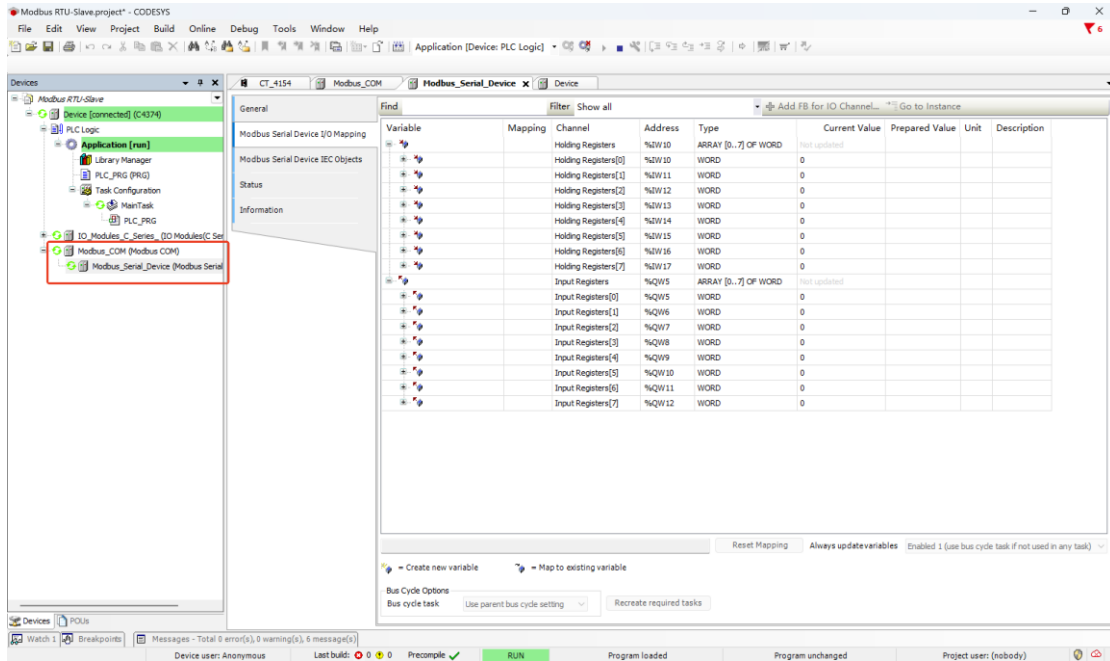 Modbus RTU-Slave.project* - CODESYS
File Edit View Project Build Online Debug Tools Window Help
6
Application [Device: PLC Logic]
Devices
CT_4154 Modbus_COM Modbus_Serial_Device Device
Modbus RTU-Slave
Device [connected] (C4374)
PLC Logic
Application [run]
Library Manager
PLC_PRG (PRG)
Task Configuration
MainTask
PLC_PRG
IO_Modules_C_Series_ (IO Modules(C Ser
Modbus_COM (Modbus COM)
Modbus_Serial_Device (Modbus Serial
General
Modbus Serial Device I/O Mapping
Modbus Serial Device IEC Objects
Status
Information
Find Filter Show all Add FB for IO Channel... Go to Instance
Variable Mapping Channel Address Type Current Value Prepared Value Unit Description
Holding Registers %IW10 ARRAY [0..7] OF WORD Not updated
Holding Registers[0] %IW10 WORD 0
Holding Registers[1] %IW11 WORD 0
Holding Registers[2] %IW12 WORD 0
Holding Registers[3] %IW13 WORD 0
Holding Registers[4] %IW14 WORD 0
Holding Registers[5] %IW15 WORD 0
Holding Registers[6] %IW16 WORD 0
Holding Registers[7] %IW17 WORD 0
Input Registers %QW5 ARRAY [0..7] OF WORD Not updated
Input Registers[0] %QW5 WORD 0
Input Registers[1] %QW6 WORD 0
Input Registers[2] %QW7 WORD 0
Input Registers[3] %QW8 WORD 0
Input Registers[4] %QW9 WORD 0
Input Registers[5] %QW10 WORD 0
Input Registers[6] %QW11 WORD 0
Input Registers[7] %QW12 WORD 0
Reset Mapping Always update variables Enabled 1 (use bus cycle task if not used in any task)
= Create new variable = Map to existing variable
Bus Cycle Options
Bus cycle task Use parent bus cycle setting Recreate required tasks
Devices POUs
Watch 1 Breakpoints Messages - Total 0 error(s), 0 warning(s), 6 message(s)
Device user: Anonymous Last build: 0 0 Precompile RUN Program loaded Program unchanged Project user: (nobody)